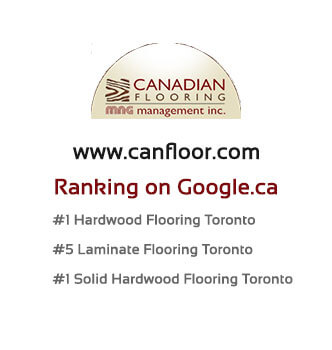 CANADIAN
FLOORING
MNG management inc.
www.canfloor.com
Ranking on Google.ca
#1 Hardwood Flooring Toronto
#5 Laminate Flooring Toronto
#1 Solid Hardwood Flooring Toronto